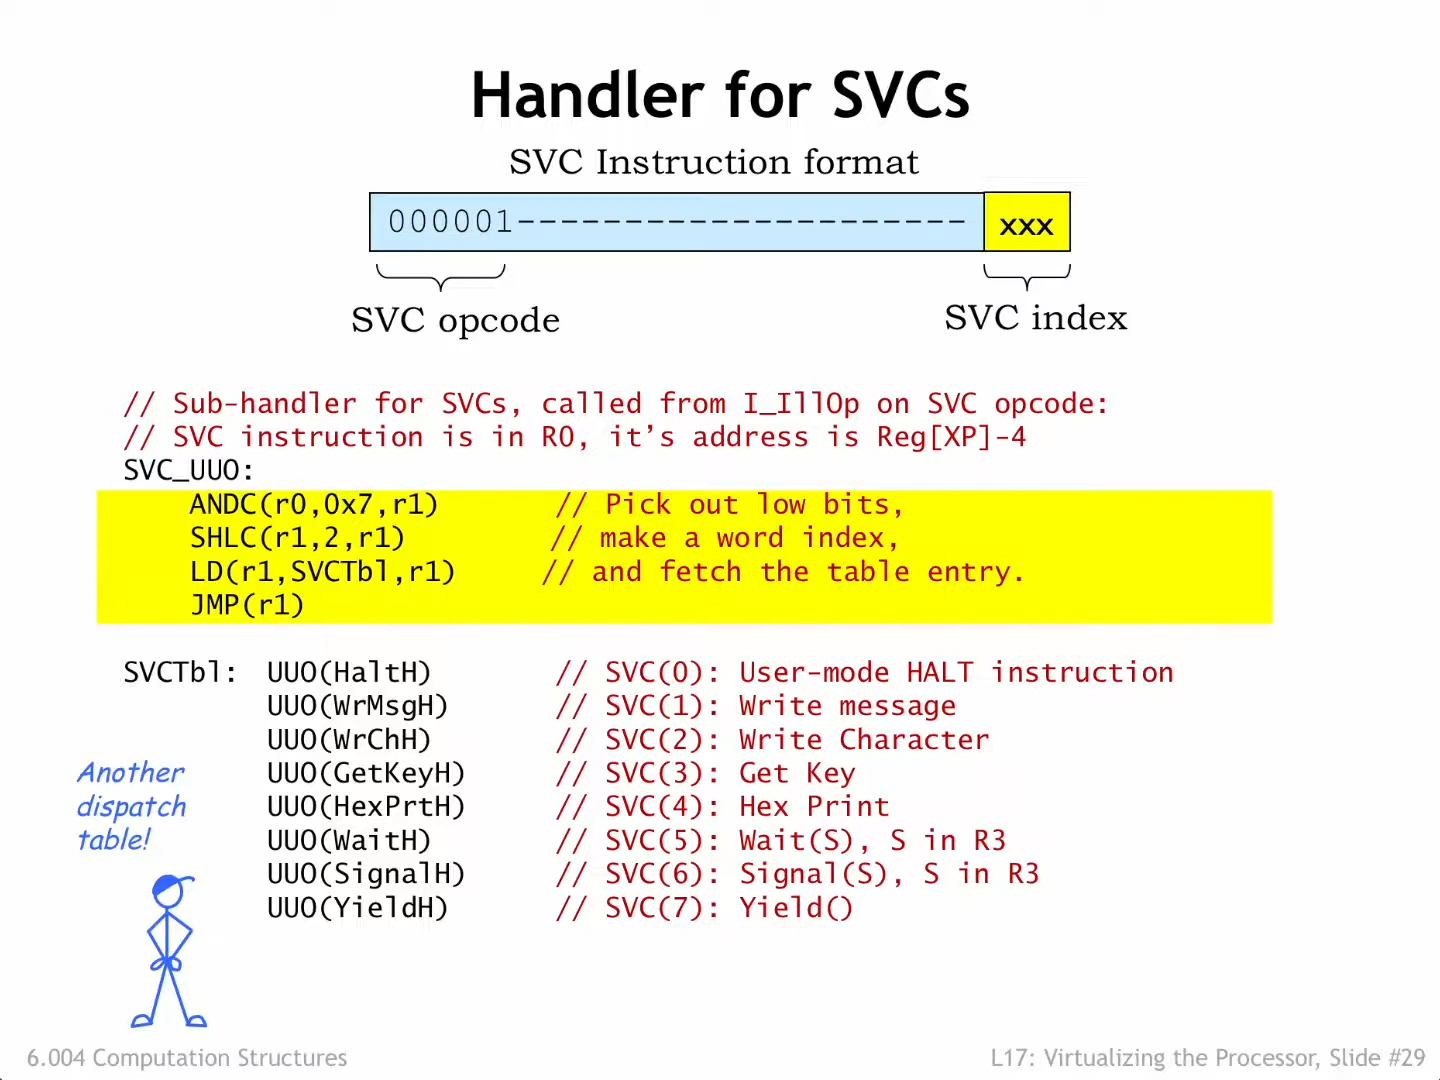 Handler for SVCs
SVC Instruction format
000001--------------------- xxx
SVC opcode
SVC index
// Sub-handler for SVCs, called from I_IllOp on SVC opcode:
// SVC instruction is in R0, it’s address is Reg[XP]-4
SVC_UUO:
ANDC(r0,0x7,r1) // Pick out low bits,
SHLC(r1,2,r1) // make a word index,
LD(r1,SVCTbl,r1) // and fetch the table entry.
JMP(r1)
SVCTbl: UUO(HaltH) // SVC(0): User-mode HALT instruction
UUO(WrMsgH) // SVC(1): Write message
UUO(WrChH) // SVC(2): Write Character
UUO(GetKeyH) // SVC(3): Get Key
UUO(HexPrtH) // SVC(4): Hex Print
UUO(WaitH) // SVC(5): Wait(S), S in R3
UUO(SignalH) // SVC(6): Signal(S), S in R3
UUO(YieldH) // SVC(7): Yield()
Another
dispatch
table!
6.004 Computation Structures
L17: Virtualizing the Processor, Slide #29